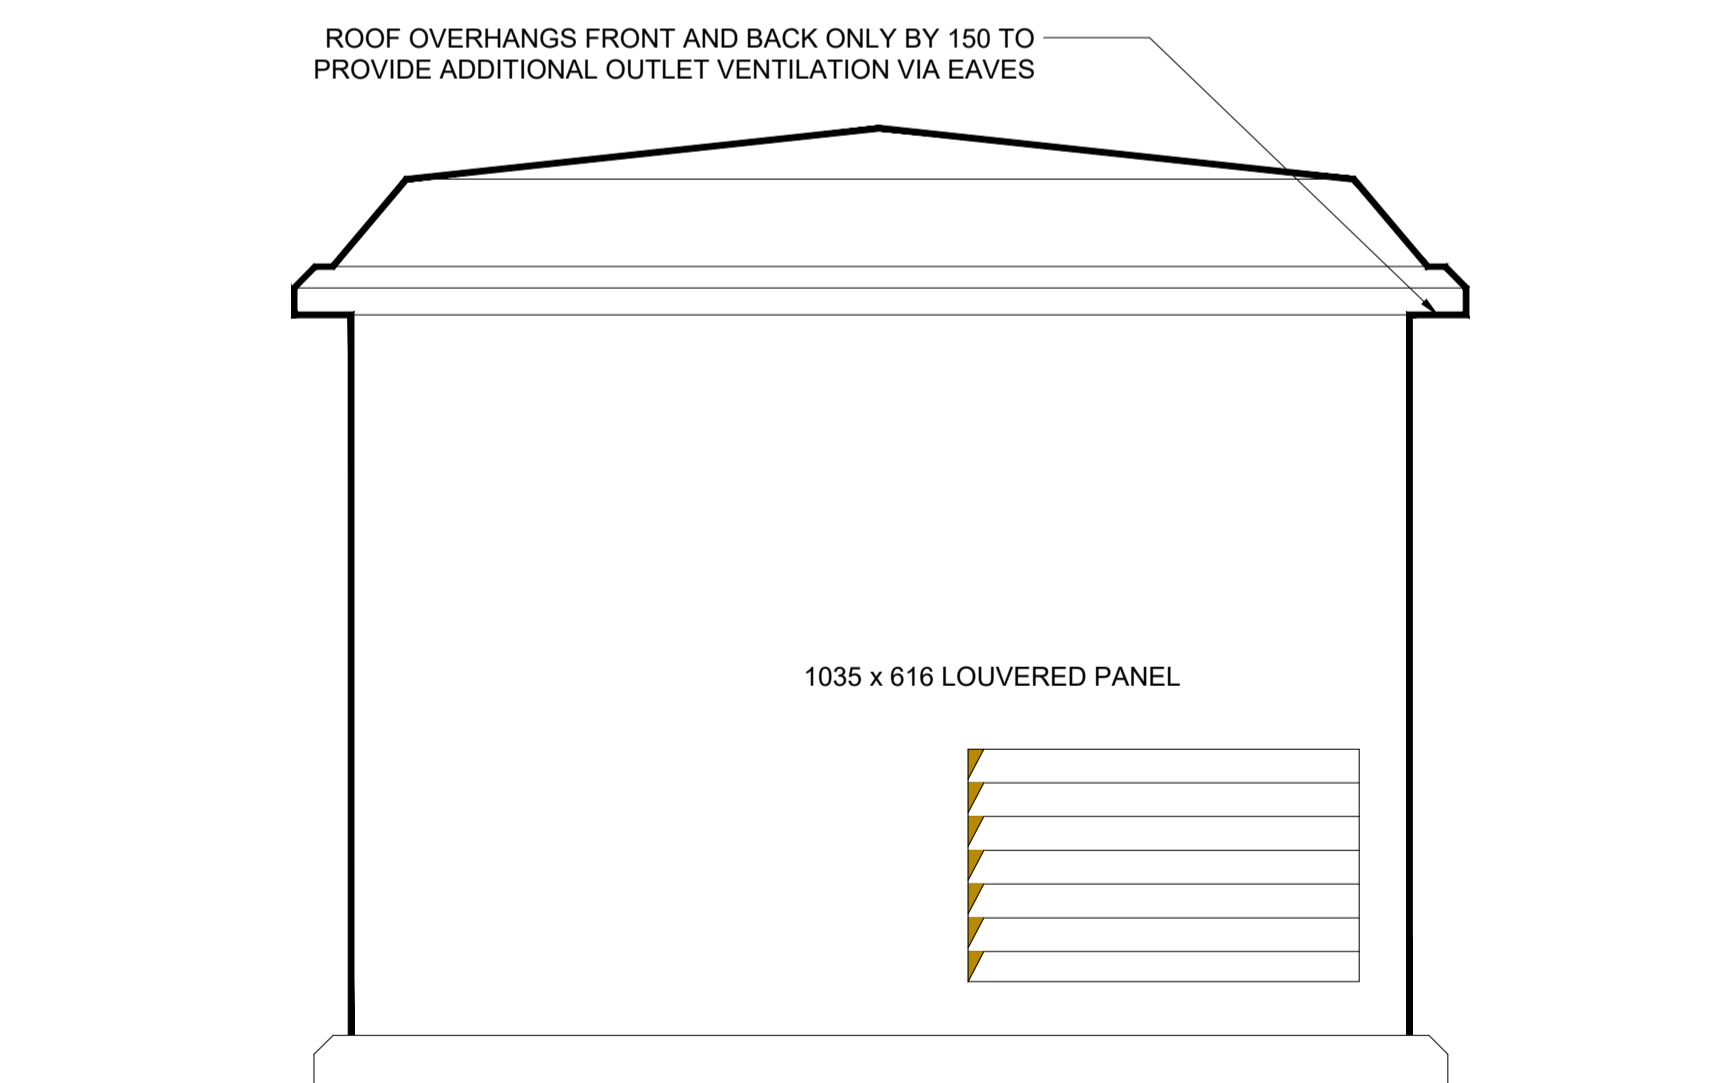 ROOF OVERHANGS FRONT AND BACK ONLY BY 150 TO
PROVIDE ADDITIONAL OUTLET VENTILATION VIA EAVES
1035 x 616 LOUVERED PANEL